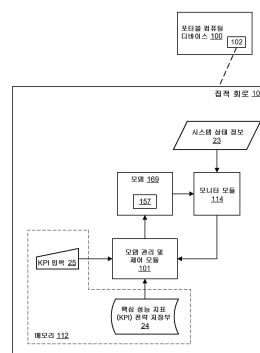 포터블 컴퓨팅
디바이스 100
102
집적 회로 10
시스템 상태 정보
23
모뎀 169
157
모니터 모듈
114
모뎀 관리 및
제어 모듈
101
KPI 입력 25
핵심 성능 지표
(KPI) 전략 저장부
24
메모리 112